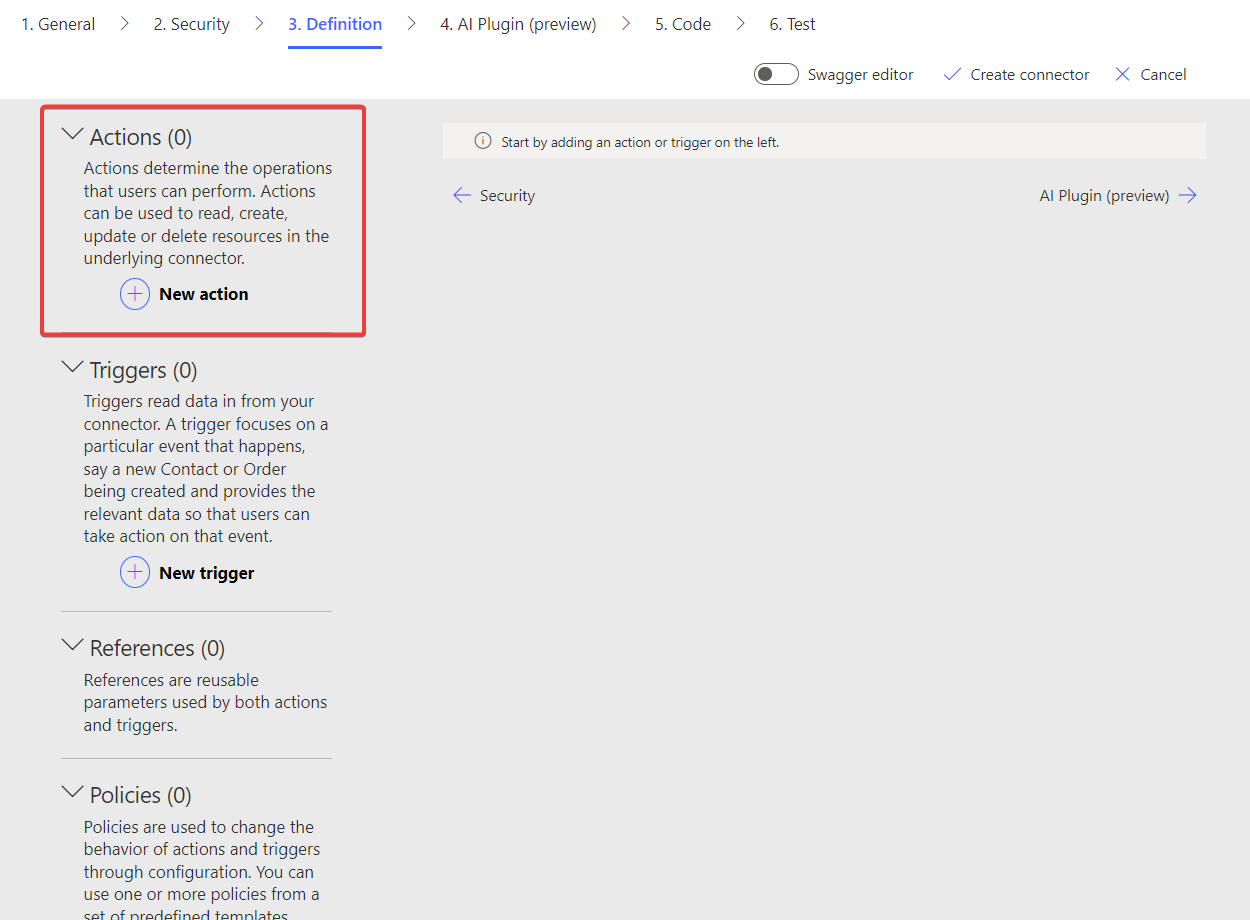 1. General
2. Security
3. Definition
4. AI Plugin (preview)
5. Code
6. Test
Swagger editor
Create connector
Cancel
Actions (0)
Actions determine the operations
that users can perform. Actions
can be used to read, create,
update or delete resources in the
underlying connector.
New action
Triggers (0)
Triggers read data in from your
connector. A trigger focuses on a
particular event that happens,
say a new Contact or Order
being created and provides the
relevant data so that users can
take action on that event.
New trigger
References (0)
References are reusable
parameters used by both actions
and triggers.
Policies (0)
Policies are used to change the
behavior of actions and triggers
through configuration. You can
use one or more policies from a
set of predefined templates
Start by adding an action or trigger on the left.
Security
AI Plugin (preview)